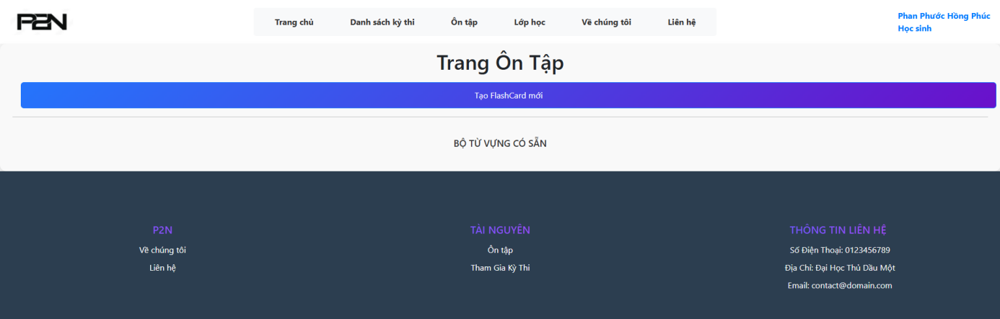 P2N
Trang chủ Danh sách kỳ thi Ôn tập Lớp học Về chúng tôi Liên hệ
Phan Phước Hồng Phúc
Học sinh
Trang Ôn Tập
Tạo FlashCard mới
BỘ TỪ VỰNG CÓ SẴN
P2N
Về chúng tôi
Liên hệ
TÀI NGUYÊN
Ôn tập
Tham Gia Kỳ Thi
THÔNG TIN LIÊN HỆ
Số Điện Thoại: 0123456789
Địa Chỉ: Đại Học Thủ Dầu Một
Email: contact@domain.com